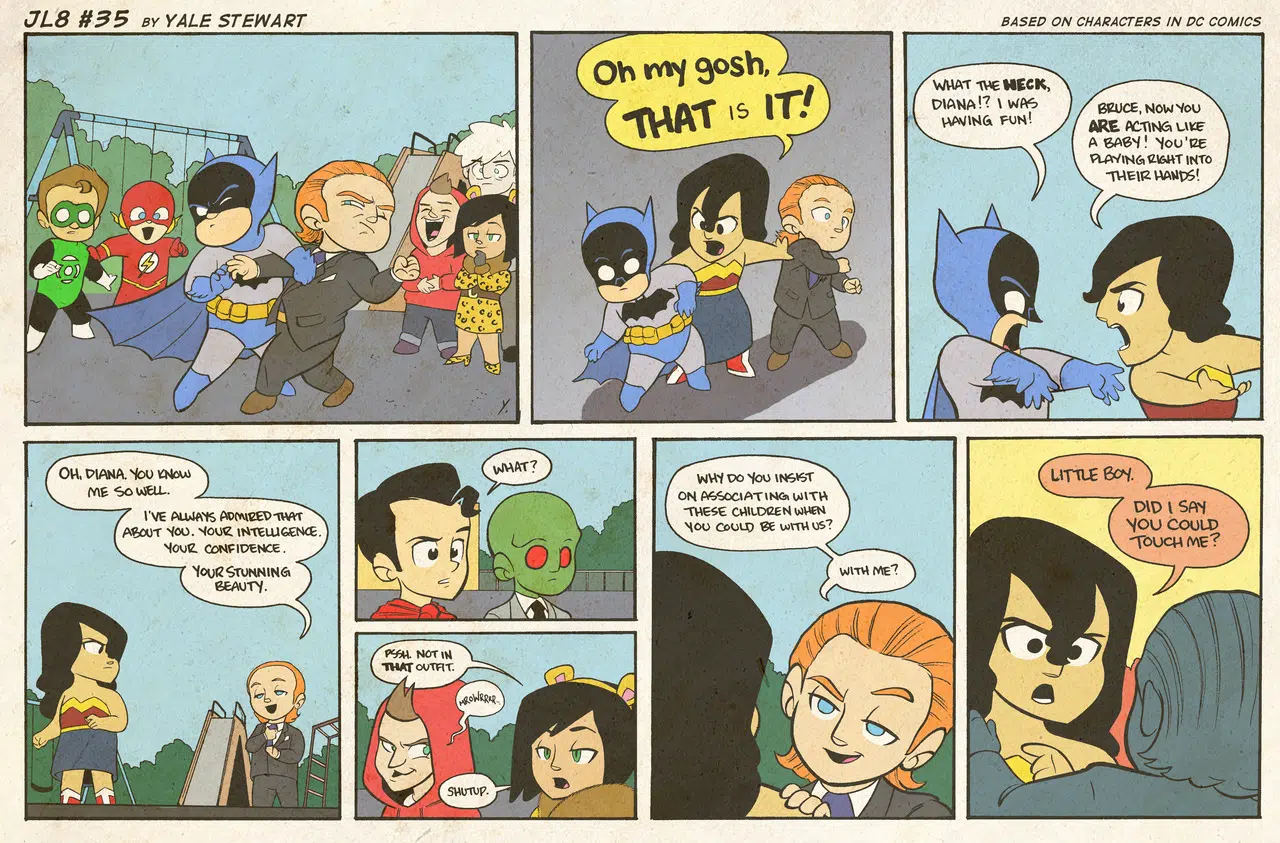 JL8 #35 BY YALE STEWART
BASED ON CHARACTERS IN DC COMICS
Oh my gosh,
THAT IS IT!
WHAT THE HECK,
DIANA!? I WAS
HAVING FUN!
BRUCE, NOW YOU
ARE ACTING LIKE
A BABY! YOU'RE
PLAYING RIGHT INTO
THEIR HANDS!
OH, DIANA. YOU KNOW
ME SO WELL.
I'VE ALWAYS ADMIRED THAT
ABOUT YOU. YOUR INTELLIGENCE.
YOUR CONFIDENCE.
YOUR STUNNING
BEAUTY.
WHAT?
PSSH. NOT IN
THAT OUTFIT.
MROWRRRR~
SHUTUP.
WHY DO YOU INSIST
ON ASSOCIATING WITH
THESE CHILDREN WHEN
YOU COULD BE WITH US?
WITH ME?
LITTLE BOY.
DID I SAY
YOU COULD
TOUCH ME?